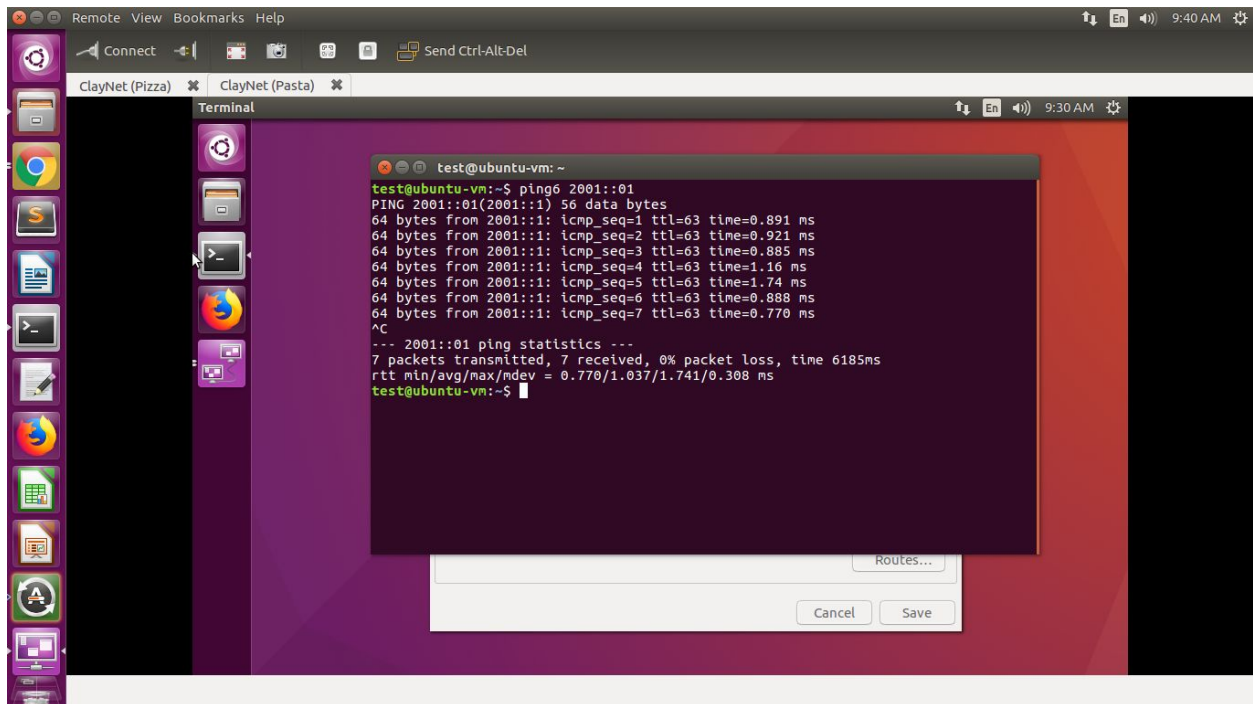 Remote View Bookmarks Help
En 9:40 AM
Connect Send Ctrl-Alt-Del
ClayNet (Pizza) ClayNet (Pasta)
Terminal
En 9:30 AM
test@ubuntu-vm: ~
test@ubuntu-vm:~$ ping6 2001::01
PING 2001::01(2001::1) 56 data bytes
64 bytes from 2001::1: icmp_seq=1 ttl=63 time=0.891 ms
64 bytes from 2001::1: icmp_seq=2 ttl=63 time=0.921 ms
64 bytes from 2001::1: icmp_seq=3 ttl=63 time=0.885 ms
64 bytes from 2001::1: icmp_seq=4 ttl=63 time=1.16 ms
64 bytes from 2001::1: icmp_seq=5 ttl=63 time=1.74 ms
64 bytes from 2001::1: icmp_seq=6 ttl=63 time=0.888 ms
64 bytes from 2001::1: icmp_seq=7 ttl=63 time=0.770 ms
^C
--- 2001::01 ping statistics ---
7 packets transmitted, 7 received, 0% packet loss, time 6185ms
rtt min/avg/max/mdev = 0.770/1.037/1.741/0.308 ms
test@ubuntu-vm:~$
Routes...
Cancel Save